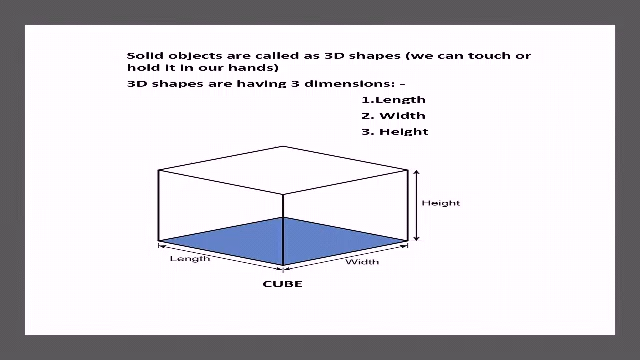 Solid objects are called as 3D shapes (we can touch or
hold it in our hands)
3D shapes are having 3 dimensions: -
1.Length
2. Width
3. Height
Height
Length
Width
CUBE